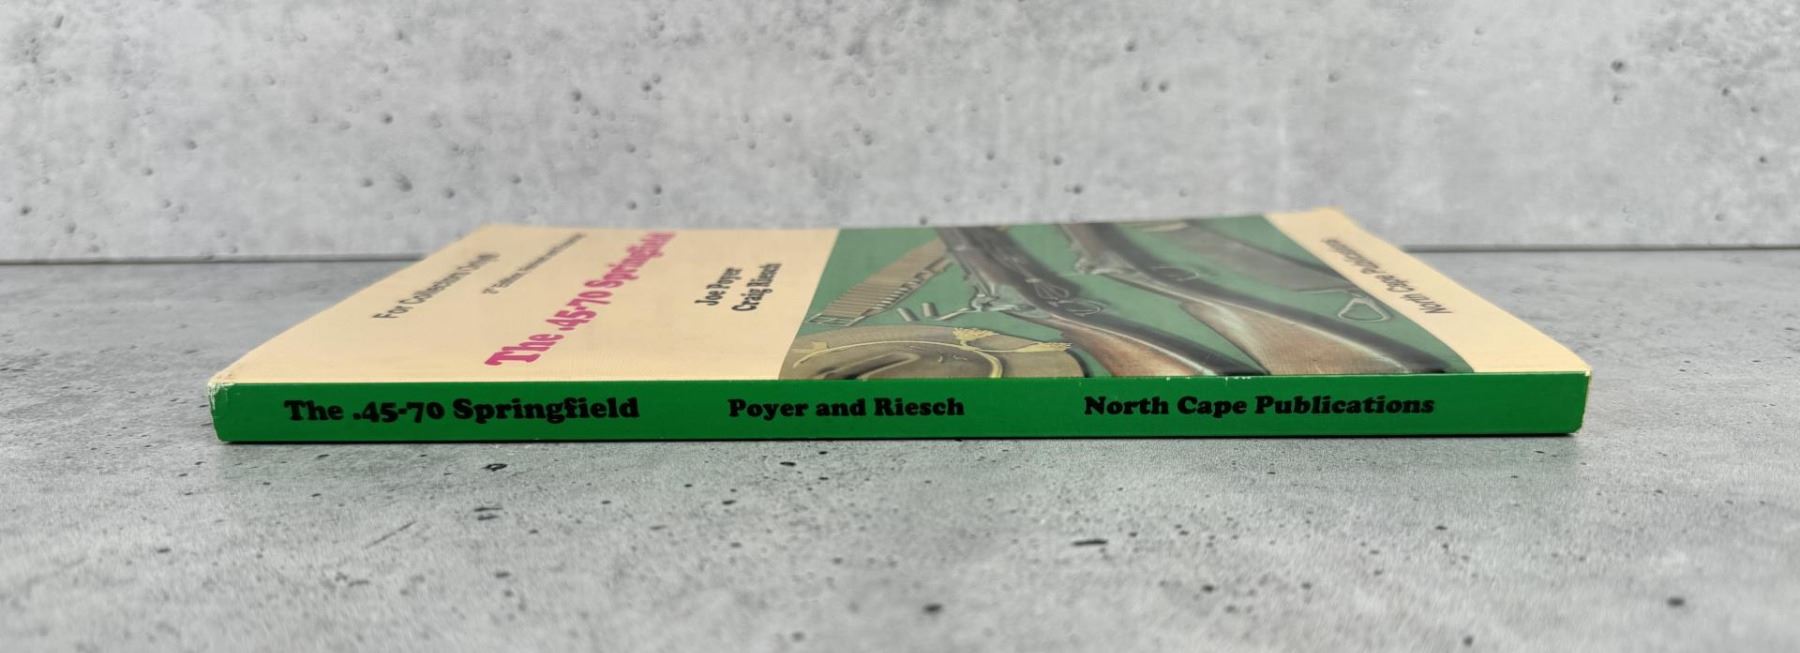 For Collectors Only®
The .45-70 Springfield
Joe Poyer
Craig Riesch
North Cape Publications
The .45-70 Springfield Poyer and Riesch North Cape Publications